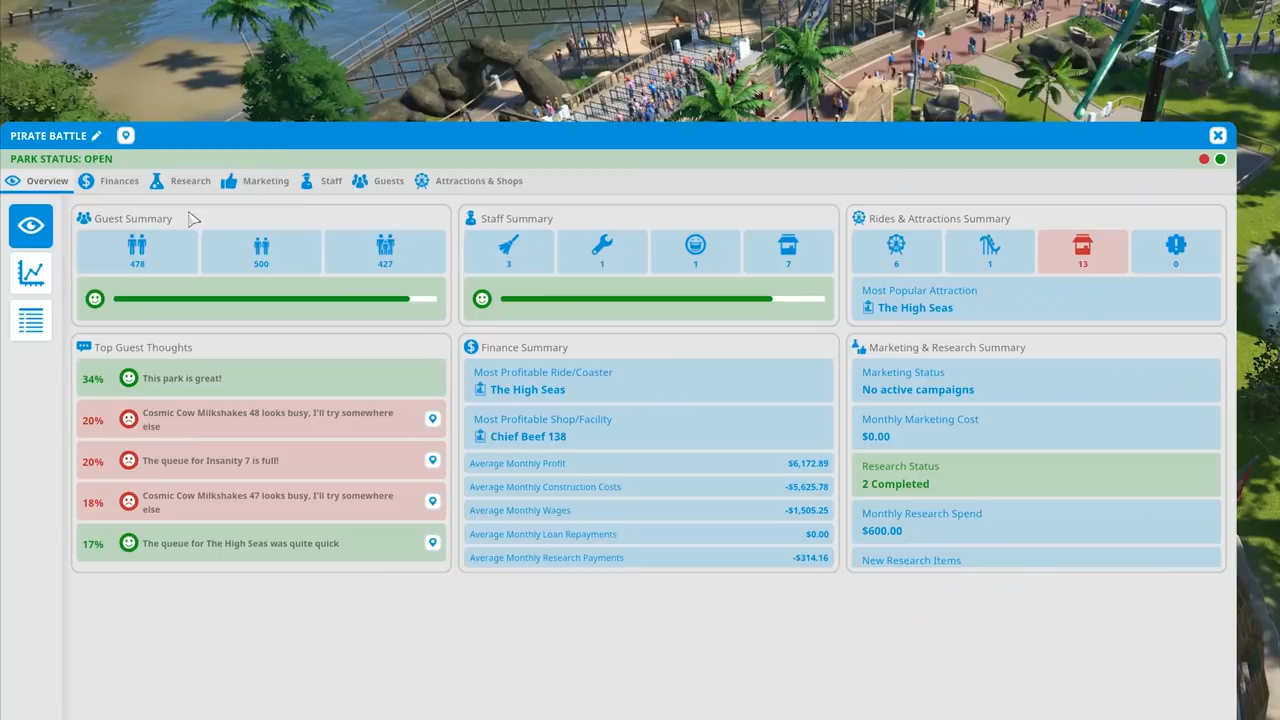 PIRATE BATTLE
PARK STATUS: OPEN
Overview
Finances
Research
Marketing
Staff
Guests
Attractions & Shops
Guest Summary
478
500
427
Staff Summary
3
1
1
7
Rides & Attractions Summary
6
1
13
0
Most Popular Attraction
The High Seas
Top Guest Thoughts
34% This park is great!
20% Cosmic Cow Milkshakes 48 looks busy, I'll try somewhere
else
20% The queue for Insanity 7 is full!
18% Cosmic Cow Milkshakes 47 looks busy, I'll try somewhere
else
17% The queue for The High Seas was quite quick
Finance Summary
Most Profitable Ride/Coaster
The High Seas
Most Profitable Shop/Facility
Chief Beef 138
Average Monthly Profit $6,172.89
Average Monthly Construction Costs -$5,625.78
Average Monthly Wages -$1,505.25
Average Monthly Loan Repayments $0.00
Average Monthly Research Payments -$314.16
Marketing & Research Summary
Marketing Status
No active campaigns
Monthly Marketing Cost
$0.00
Research Status
2 Completed
Monthly Research Spend
$600.00
New Research Items